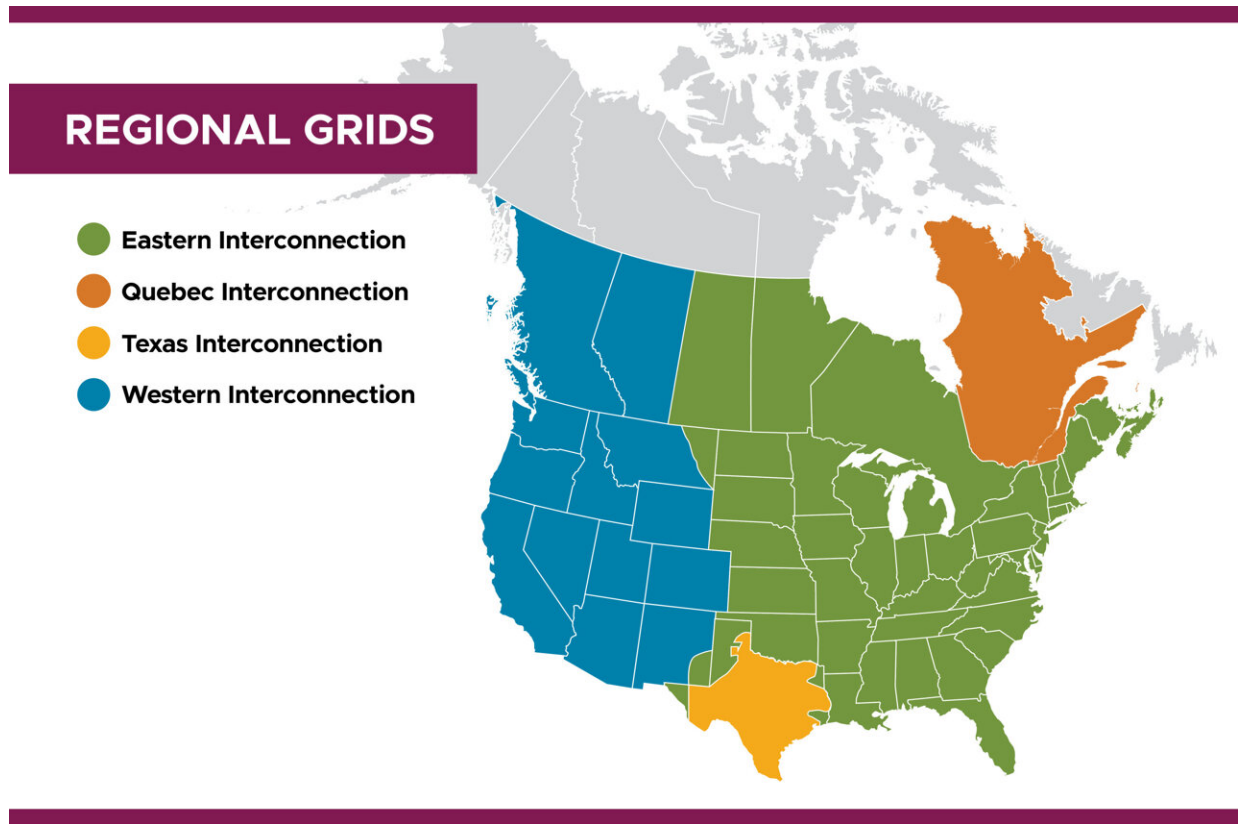 REGIONAL GRIDS
Eastern Interconnection
Quebec Interconnection
Texas Interconnection
Western Interconnection